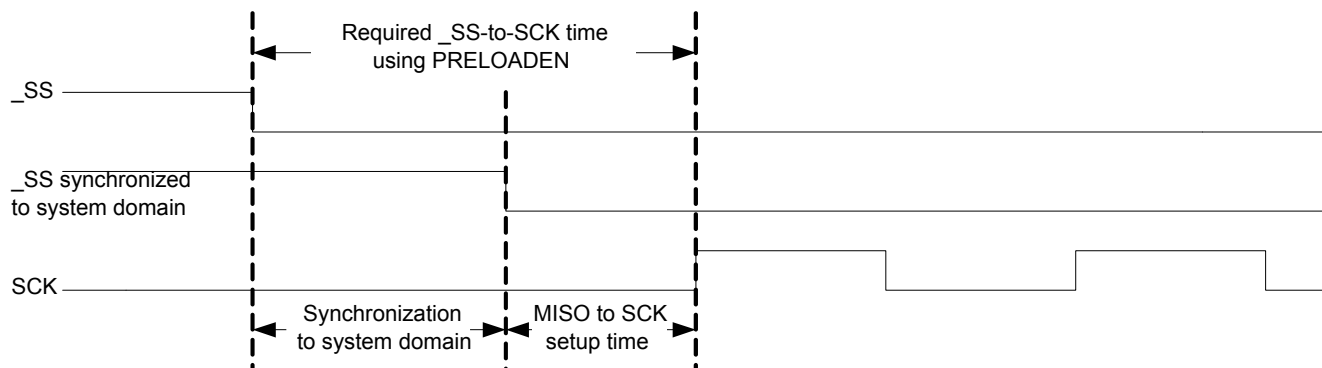 Required _SS-to-SCK time
using PRELOADEN
_SS
_SS synchronized
to system domain
SCK
Synchronization
to system domain
MISO to SCK
setup time